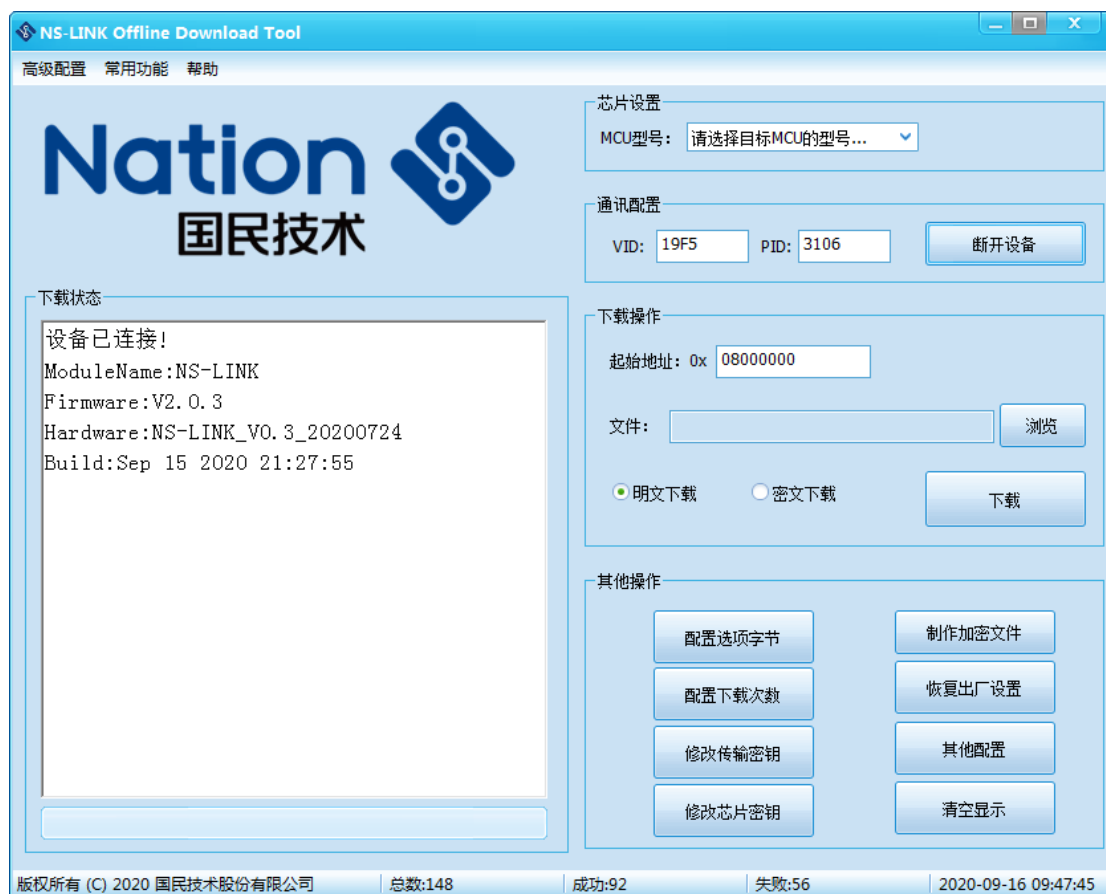 NS-LINK Offline Download Tool
高级配置 常用功能 帮助
Nation
国民技术
芯片设置
MCU型号： 请选择目标MCU的型号...
通讯配置
VID: 19F5 PID: 3106 断开设备
下载状态
设备已连接!
ModuleName:NS-LINK
Firmware:V2.0.3
Hardware:NS-LINK_V0.3_20200724
Build:Sep 15 2020 21:27:55
下载操作
起始地址：0x 08000000
文件： 浏览
明文下载 密文下载 下载
其他操作
配置选项字节 制作加密文件
配置下载次数 恢复出厂设置
修改传输密钥 其他配置
修改芯片密钥 清空显示
版权所有 (C) 2020 国民技术股份有限公司 总数:148 成功:92 失败:56 2020-09-16 09:47:45